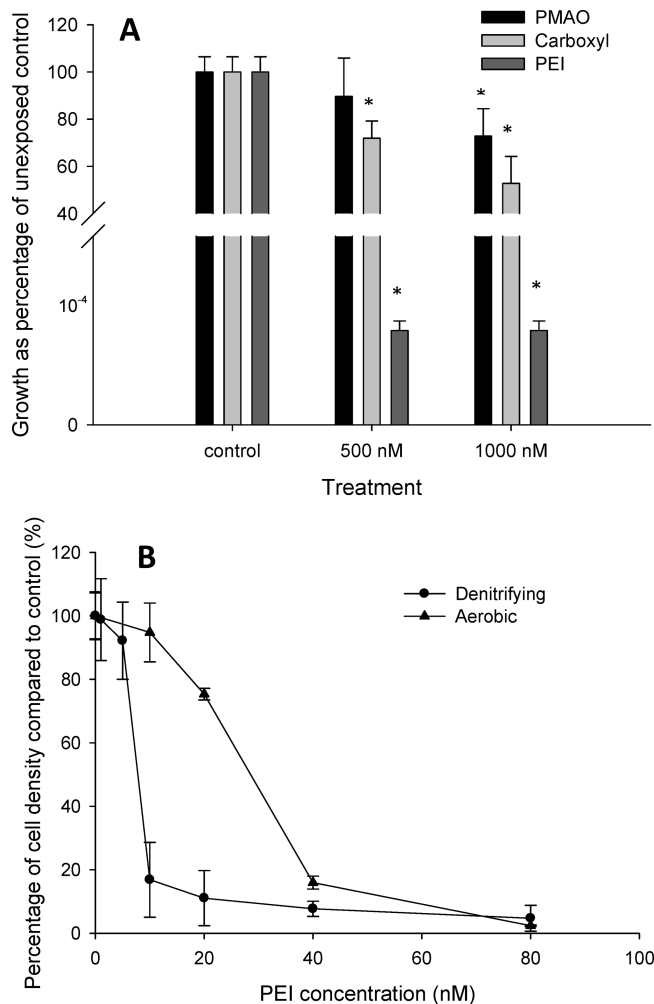 A
PMAO
Carboxyl
PEI
Growth as percentage of unexposed control
120
100
80
60
40
10⁻⁴
0
*
*
*
*
*
control
500 nM
1000 nM
Treatment
B
Denitrifying
Aerobic
Percentage of cell density compared to control (%)
120
100
80
60
40
20
0
0
20
40
60
80
100
PEI concentration (nM)